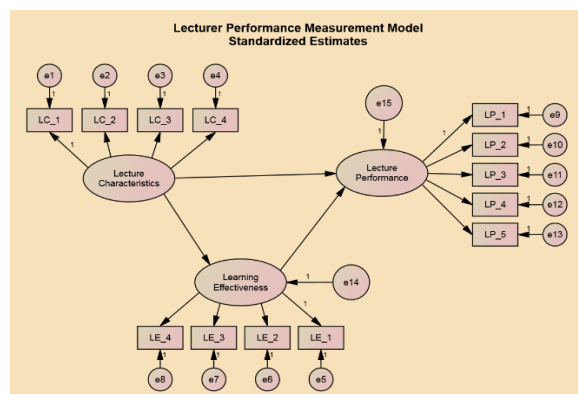 Lecturer Performance Measurement Model
Standardized Estimates
e1
e2
e3
e4
1
1
1
1
LC_1
LC_2
LC_3
LC_4
1
Lecture
Characteristics
e15
1
Lecture
Performance
1
LP_1
1
e9
LP_2
1
e10
LP_3
1
e11
LP_4
1
e12
LP_5
1
e13
Learning
Effectiveness
1
e14
1
LE_4
LE_3
LE_2
LE_1
1
1
1
1
e8
e7
e6
e5